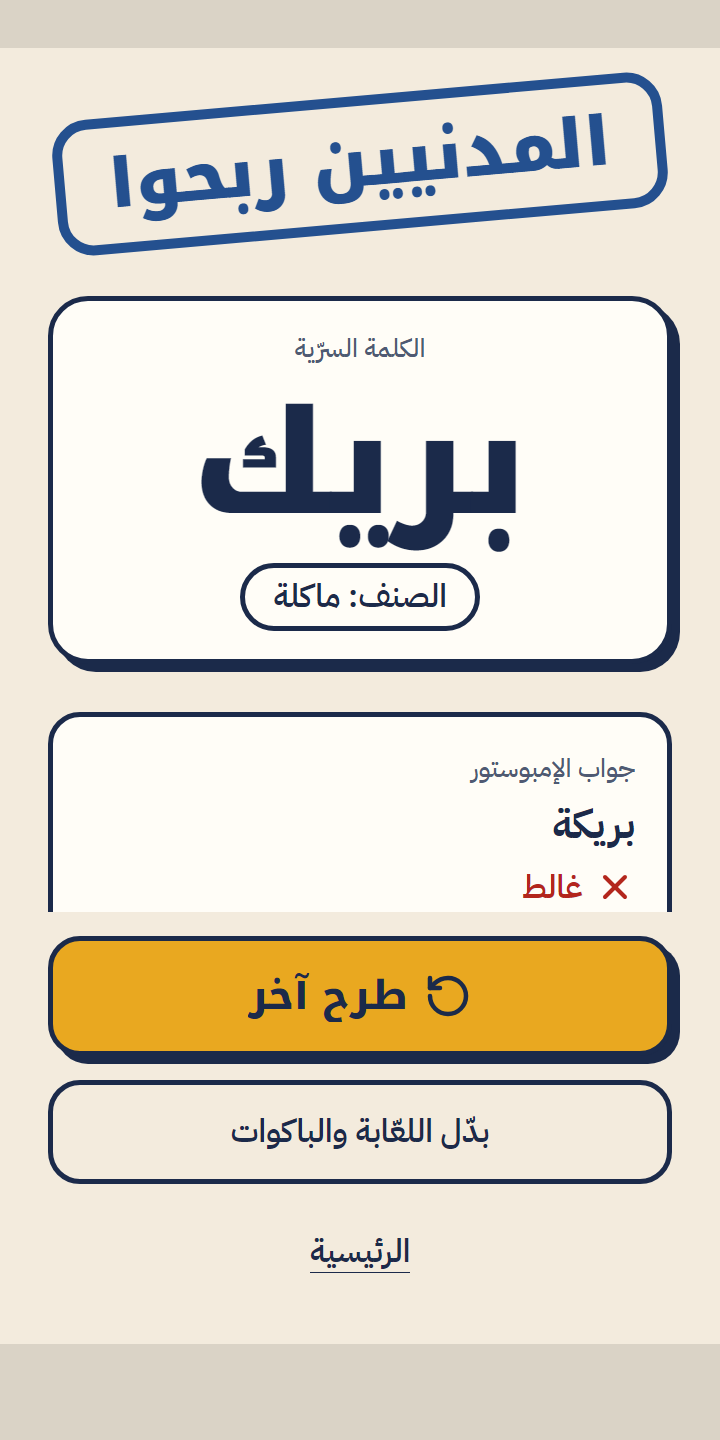 المدنيين ربحوا
الكلمة السرّية
بريك
الصنف: ماكلة
جواب الإمبوستور
بريكة
غالط
طرح آخر
بدّل اللعّابة والباكوات
الرئيسية